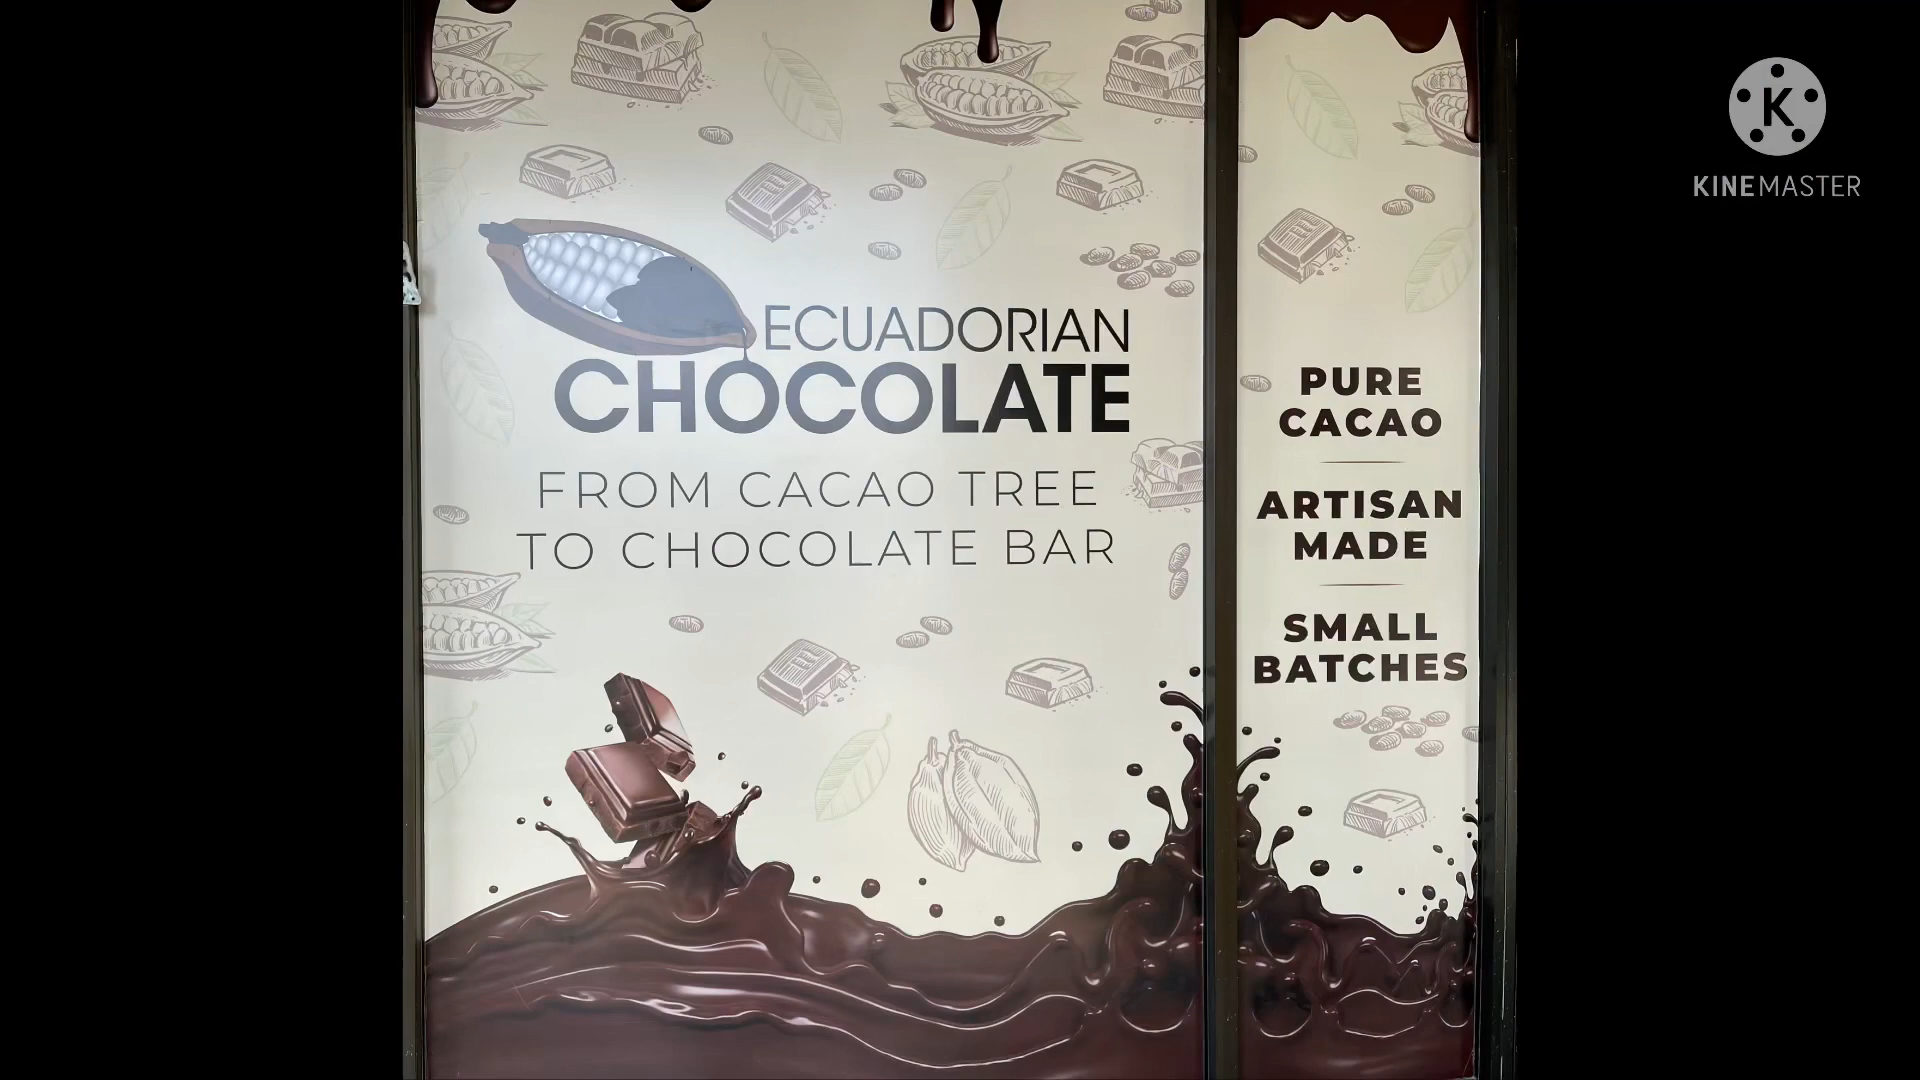 ECUADORIAN
CHOCOLATE
FROM CACAO TREE
TO CHOCOLATE BAR
PURE
CACAO
ARTISAN
MADE
SMALL
BATCHES
K
KINEMASTER